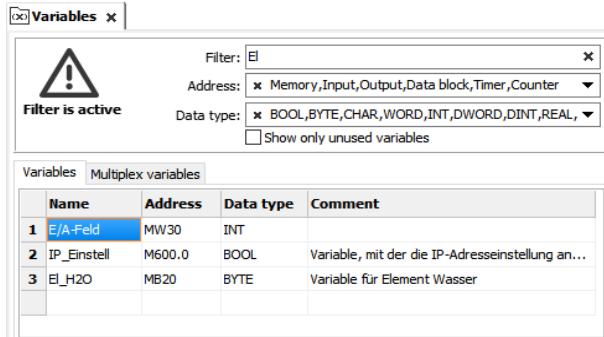 Variables
Filter: El
Address: Memory,Input,Output,Data block,Timer,Counter
Filter is active
Data type: BOOL,BYTE,CHAR,WORD,INT,DWORD,DINT,REAL,
Show only unused variables
Variables Multiplex variables
Name Address Data type Comment
1 E/A-Feld MW30 INT
2 IP_Einstell M600.0 BOOL Variable, mit der die IP-Adresseinstellung an...
3 El_H2O MB20 BYTE Variable für Element Wasser